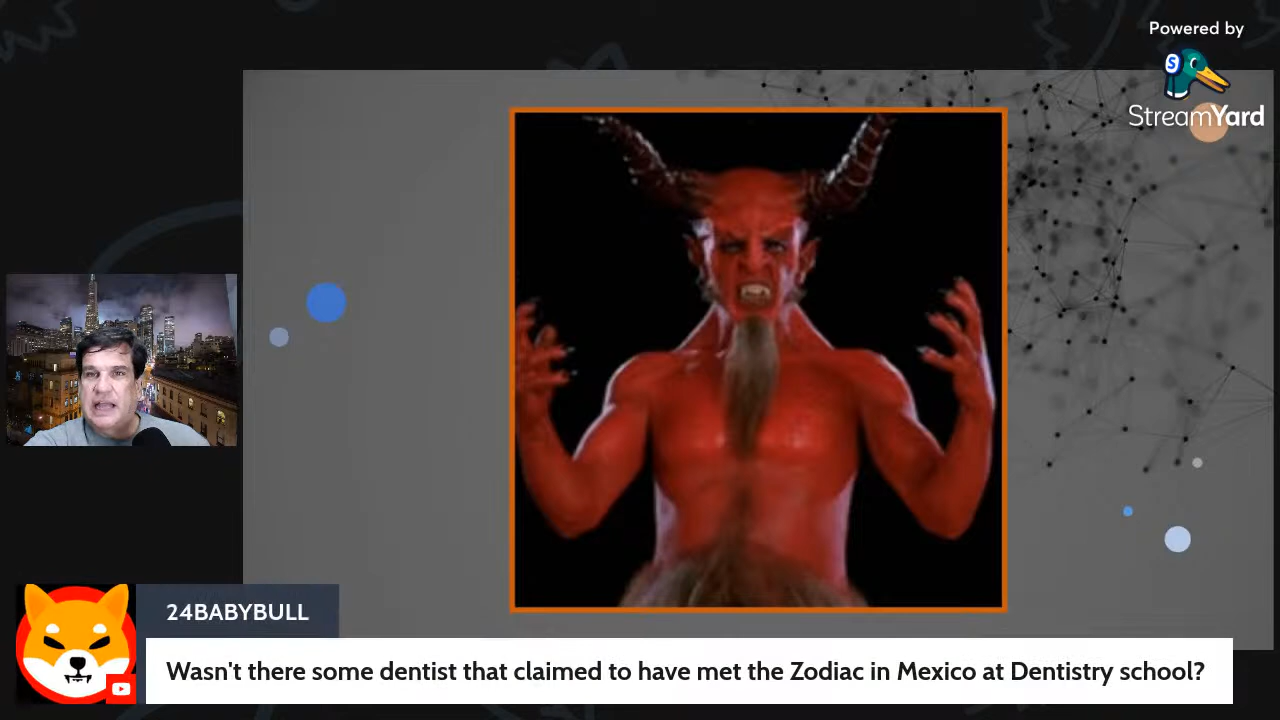 Powered by
StreamYard
24BABYBULL
Wasn't there some dentist that claimed to have met the Zodiac in Mexico at Dentistry school?